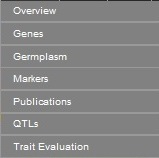 Overview
Genes
Germplasm
Markers
Publications
QTLs
Trait Evaluation